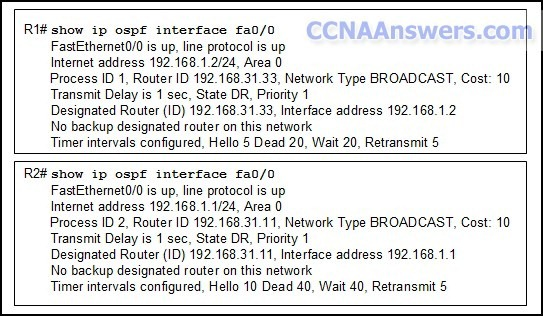 CCNAAnswers.com
R1# show ip ospf interface fa0/0
FastEthernet0/0 is up, line protocol is up
Internet address 192.168.1.2/24, Area 0
Process ID 1, Router ID 192.168.31.33, Network Type BROADCAST, Cost: 10
Transmit Delay is 1 sec, State DR, Priority 1
Designated Router (ID) 192.168.31.33, Interface address 192.168.1.2
No backup designated router on this network
Timer intervals configured, Hello 5 Dead 20, Wait 20, Retransmit 5
R2# show ip ospf interface fa0/0
FastEthernet0/0 is up, line protocol is up
Internet address 192.168.1.1/24, Area 0
Process ID 2, Router ID 192.168.31.11, Network Type BROADCAST, Cost: 10
Transmit Delay is 1 sec, State DR, Priority 1
Designated Router (ID) 192.168.31.11, Interface address 192.168.1.1
No backup designated router on this network
Timer intervals configured, Hello 10 Dead 40, Wait 40, Retransmit 5